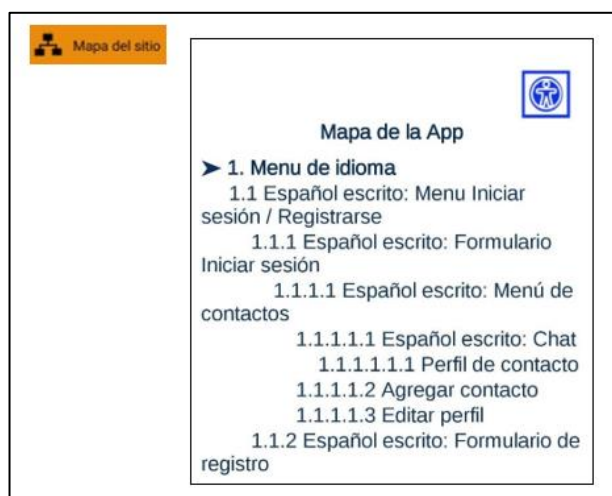 Mapa del sitio
Mapa de la App
➤ 1. Menu de idioma
1.1 Español escrito: Menu Iniciar
sesión / Registrarse
1.1.1 Español escrito: Formulario
Iniciar sesión
1.1.1.1 Español escrito: Menú de
contactos
1.1.1.1.1 Español escrito: Chat
1.1.1.1.1.1 Perfil de contacto
1.1.1.1.2 Agregar contacto
1.1.1.1.3 Editar perfil
1.1.2 Español escrito: Formulario de
registro